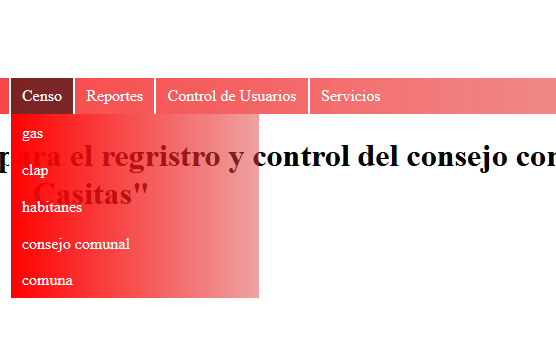 Censo Reportes Control de Usuarios Servicios
gas
para el regristro y control del consejo
clap
Casitas"
habitanes
consejo comunal
comuna